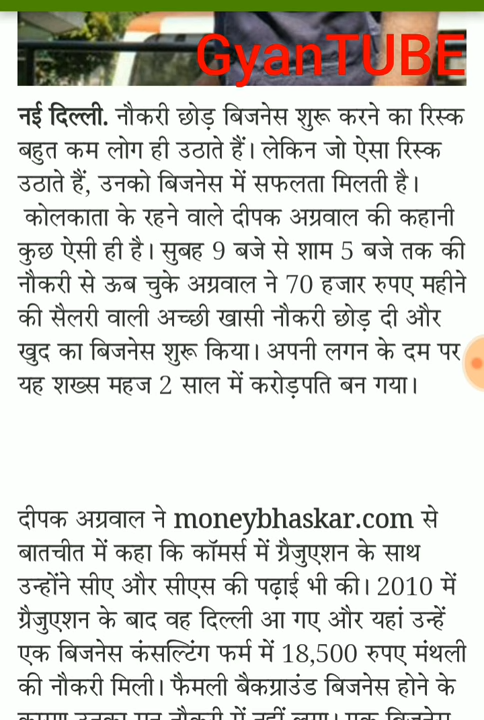 GyanTUBE
नई दिल्ली. नौकरी छोड़ बिजनेस शुरू करने का रिस्क
बहुत कम लोग ही उठाते हैं। लेकिन जो ऐसा रिस्क
उठाते हैं, उनको बिजनेस में सफलता मिलती है।
कोलकाता के रहने वाले दीपक अग्रवाल की कहानी
कुछ ऐसी ही है। सुबह 9 बजे से शाम 5 बजे तक की
नौकरी से ऊब चुके अग्रवाल ने 70 हजार रुपए महीने
की सैलरी वाली अच्छी खासी नौकरी छोड़ दी और
खुद का बिजनेस शुरू किया। अपनी लगन के दम पर
यह शख्स महज 2 साल में करोड़पति बन गया।
दीपक अग्रवाल ने moneybhaskar.com से
बातचीत में कहा कि कॉमर्स में ग्रैजुएशन के साथ
उन्होंने सीए और सीएस की पढ़ाई भी की। 2010 में
ग्रैजुएशन के बाद वह दिल्ली आ गए और यहां उन्हें
एक बिजनेस कंसल्टिंग फर्म में 18,500 रुपए मंथली
की नौकरी मिली। फैमली बैकग्राउंड बिजनेस होने के